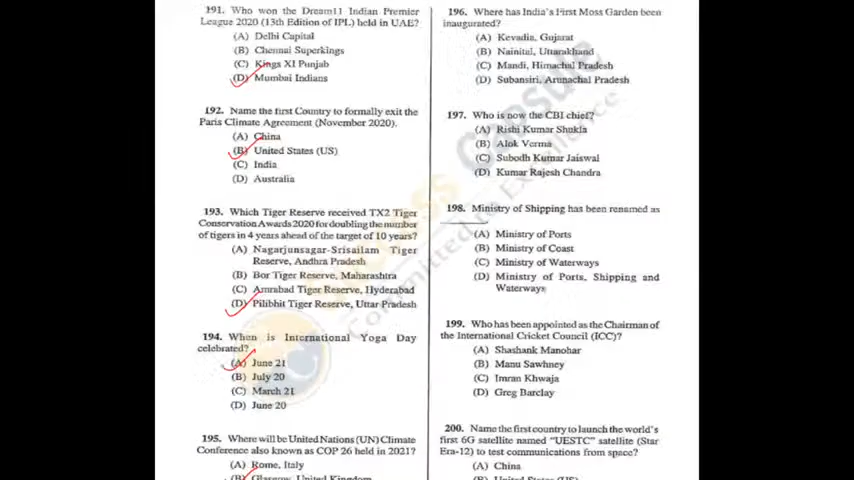 191. Who won the Dream11 Indian Premier
League 2020 (13th Edition of IPL) held in UAE?
(A) Delhi Capital
(B) Chennai Superkings
(C) Kings XI Punjab
(D) Mumbai Indians
192. Name the first Country to formally exit the
Paris Climate Agreement (November 2020).
(A) China
(B) United States (US)
(C) India
(D) Australia
193. Which Tiger Reserve received TX2 Tiger
Conservation Awards 2020 for doubling the number
of tigers in 4 years ahead of the target of 10 years?
(A) Nagarjunsagar-Srisailam Tiger
Reserve, Andhra Pradesh
(B) Bor Tiger Reserve, Maharashtra
(C) Amrabad Tiger Reserve, Hyderabad
(D) Pilibhit Tiger Reserve, Uttar Pradesh
194. When is International Yoga Day
celebrated?
(A) June 21
(B) July 20
(C) March 21
(D) June 20
195. Where will be United Nations (UN) Climate
Conference also known as COP 26 held in 2021?
(A) Rome, Italy
(B) Glasgow, United Kingdom
196. Where has India's First Moss Garden been
inaugurated?
(A) Kevadia, Gujarat
(B) Nainital, Uttarakhand
(C) Mandi, Himachal Pradesh
(D) Subansiri, Arunachal Pradesh
197. Who is now the CBI chief?
(A) Rishi Kumar Shukla
(B) Alok Verma
(C) Subodh Kumar Jaiswal
(D) Kumar Rajesh Chandra
198. Ministry of Shipping has been renamed as
(A) Ministry of Ports
(B) Ministry of Coast
(C) Ministry of Waterways
(D) Ministry of Ports, Shipping and
Waterways
199. Who has been appointed as the Chairman of
the International Cricket Council (ICC)?
(A) Shashank Manohar
(B) Manu Sawhney
(C) Imran Khwaja
(D) Greg Barclay
200. Name the first country to launch the world's
first 6G satellite named "UESTC" satellite (Star
Era-12) to test communications from space?
(A) China
(B) United States (US)
Capsule
Committed to Excellence